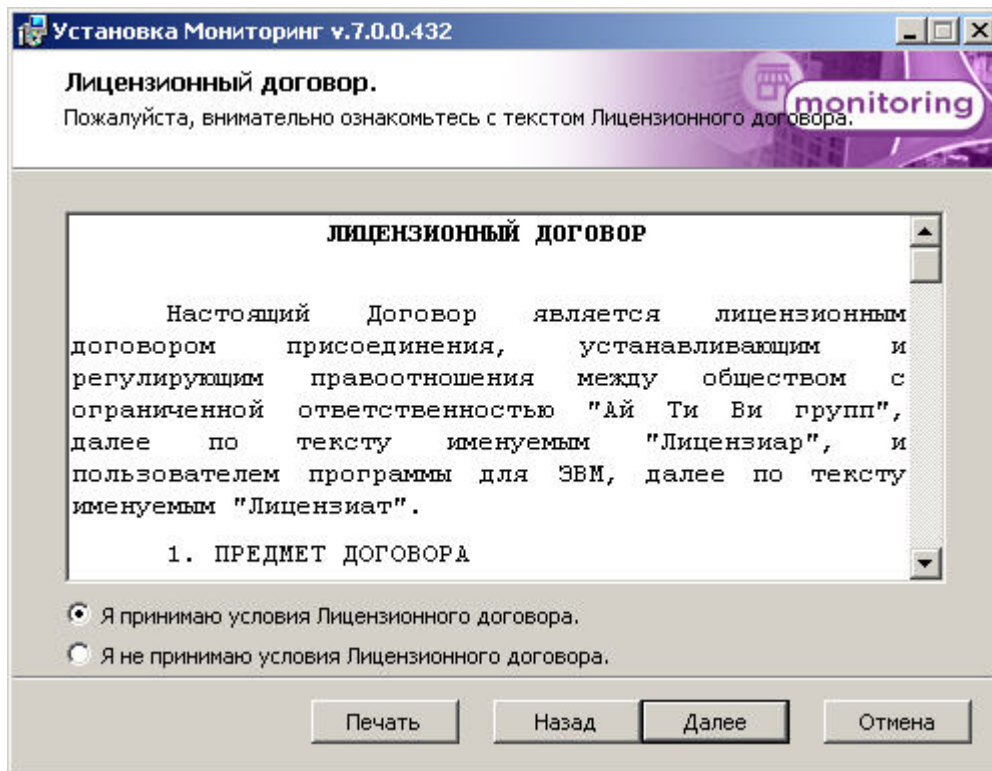 Установка Мониторинг v.7.0.0.432
Лицензионный договор.
Пожалуйста, внимательно ознакомьтесь с текстом Лицензионного договора.
monitoring
ЛИЦЕНЗИОННЫЙ ДОГОВОР
Настоящий Договор является лицензионным
договором присоединения, устанавливающим и
регулирующим правоотношения между обществом с
ограниченной ответственностью "Ай Ти Ви групп",
далее по тексту именуемым "Лицензиар", и
пользователем программы для ЭВМ, далее по тексту
именуемым "Лицензиат".
1. ПРЕДМЕТ ДОГОВОРА
Я принимаю условия Лицензионного договора.
Я не принимаю условия Лицензионного договора.
Печать Назад Далее Отмена